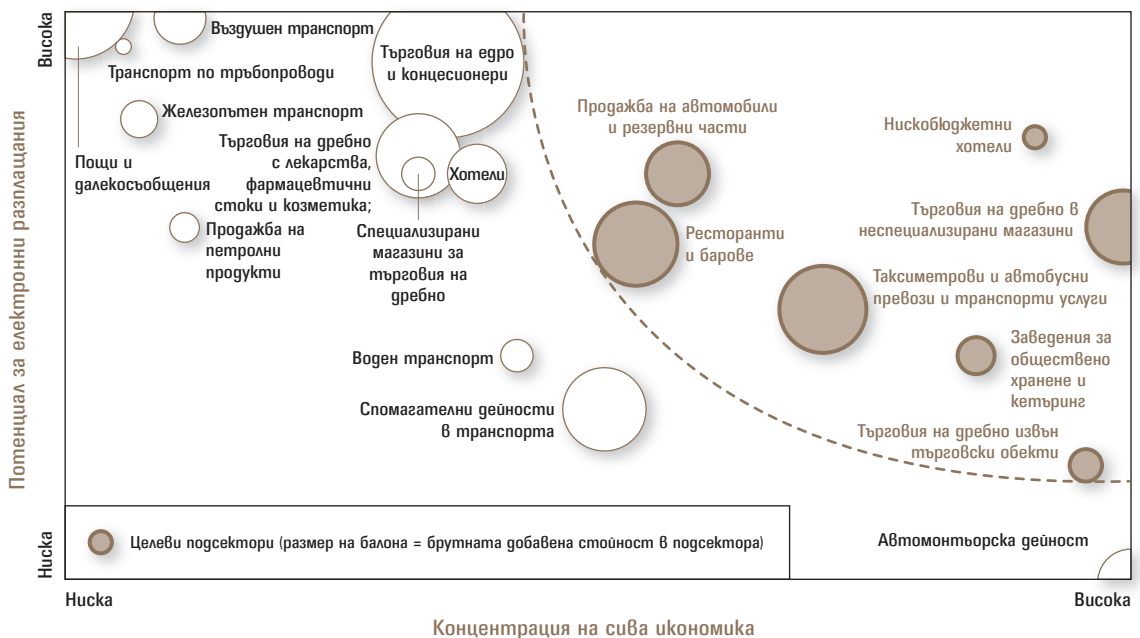 Висока
Потенциал за електронни разплащания
Ниска
Въздушен транспорт
Транспорт по тръбопроводи
Железопътен транспорт
Пощи и
далекосъобщения
Търговия на дребно
с лекарства,
фармацевтични
стоки и козметика;
Продажба на
петролни
продукти
Търговия на едро
и концесионери
Хотели
Специализирани
магазини за
търговия на
дребно
Воден транспорт
Спомагателни дейности
в транспорта
Продажба на автомобили
и резервни части
Ресторанти
и барове
Нискобюджетни
хотели
Търговия на дребно в
неспециализирани магазини
Таксиметрови и автобусни
превози и транспорти услуги
Заведения за
обществено
хранене и
кетъринг
Търговия на дребно извън
търговски обекти
Автомонтьорска дейност
Целеви подсектори (размер на балона = брутната добавена стойност в подсектора)
Ниска
Висока
Концентрация на сива икономика